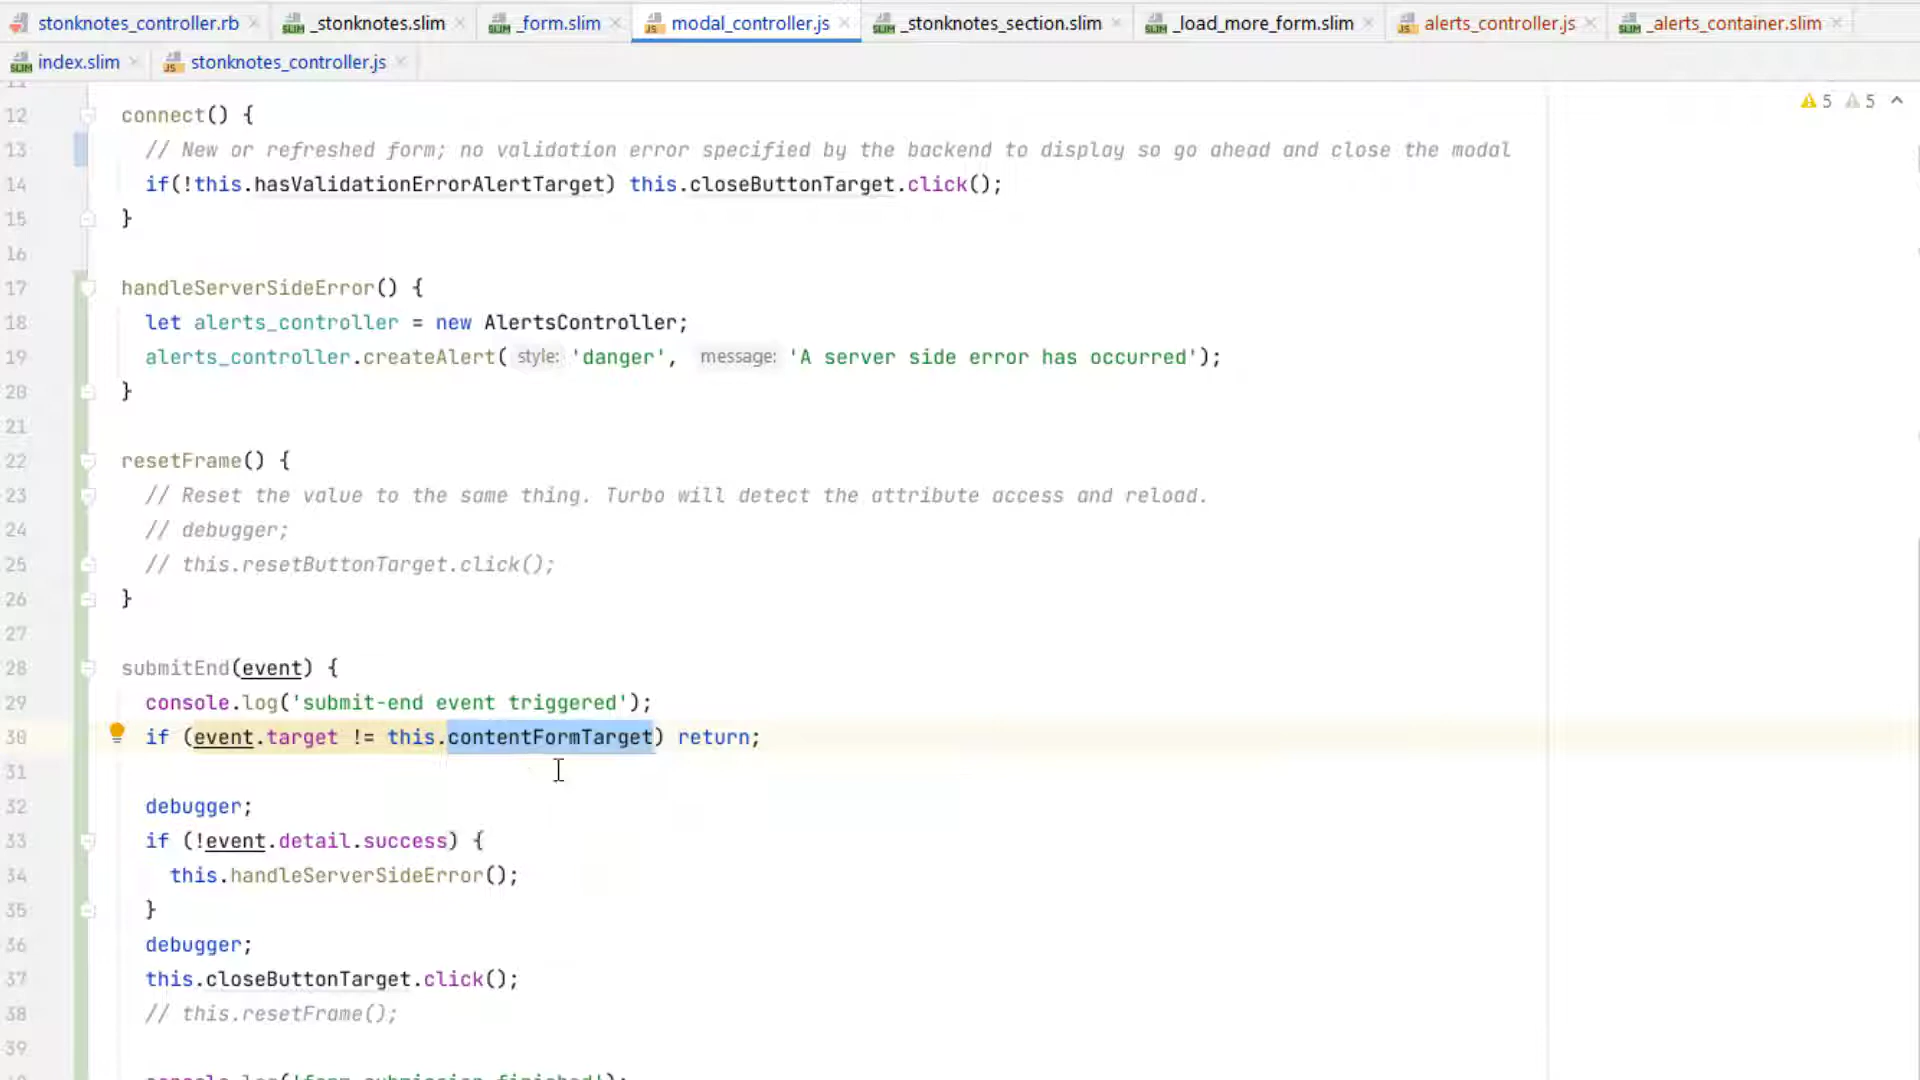 stonknotes_controller.rb _stonknotes.slim _form.slim modal_controller.js _stonknotes_section.slim _load_more_form.slim alerts_controller.js _alerts_container.slim
index.slim stonknotes_controller.js
5 5
12 connect() {
13 // New or refreshed form; no validation error specified by the backend to display so go ahead and close the modal
14 if(!this.hasValidationErrorAlertTarget) this.closeButtonTarget.click();
15 }
16
17 handleServerSideError() {
18 let alerts_controller = new AlertsController;
19 alerts_controller.createAlert( style: 'danger', message: 'A server side error has occurred');
20 }
21
22 resetFrame() {
23 // Reset the value to the same thing. Turbo will detect the attribute access and reload.
24 // debugger;
25 // this.resetButtonTarget.click();
26 }
27
28 submitEnd(event) {
29 console.log('submit-end event triggered');
30 if (event.target != this.contentFormTarget) return;
31
32 debugger;
33 if (!event.detail.success) {
34 this.handleServerSideError();
35 }
36 debugger;
37 this.closeButtonTarget.click();
38 // this.resetFrame();
39